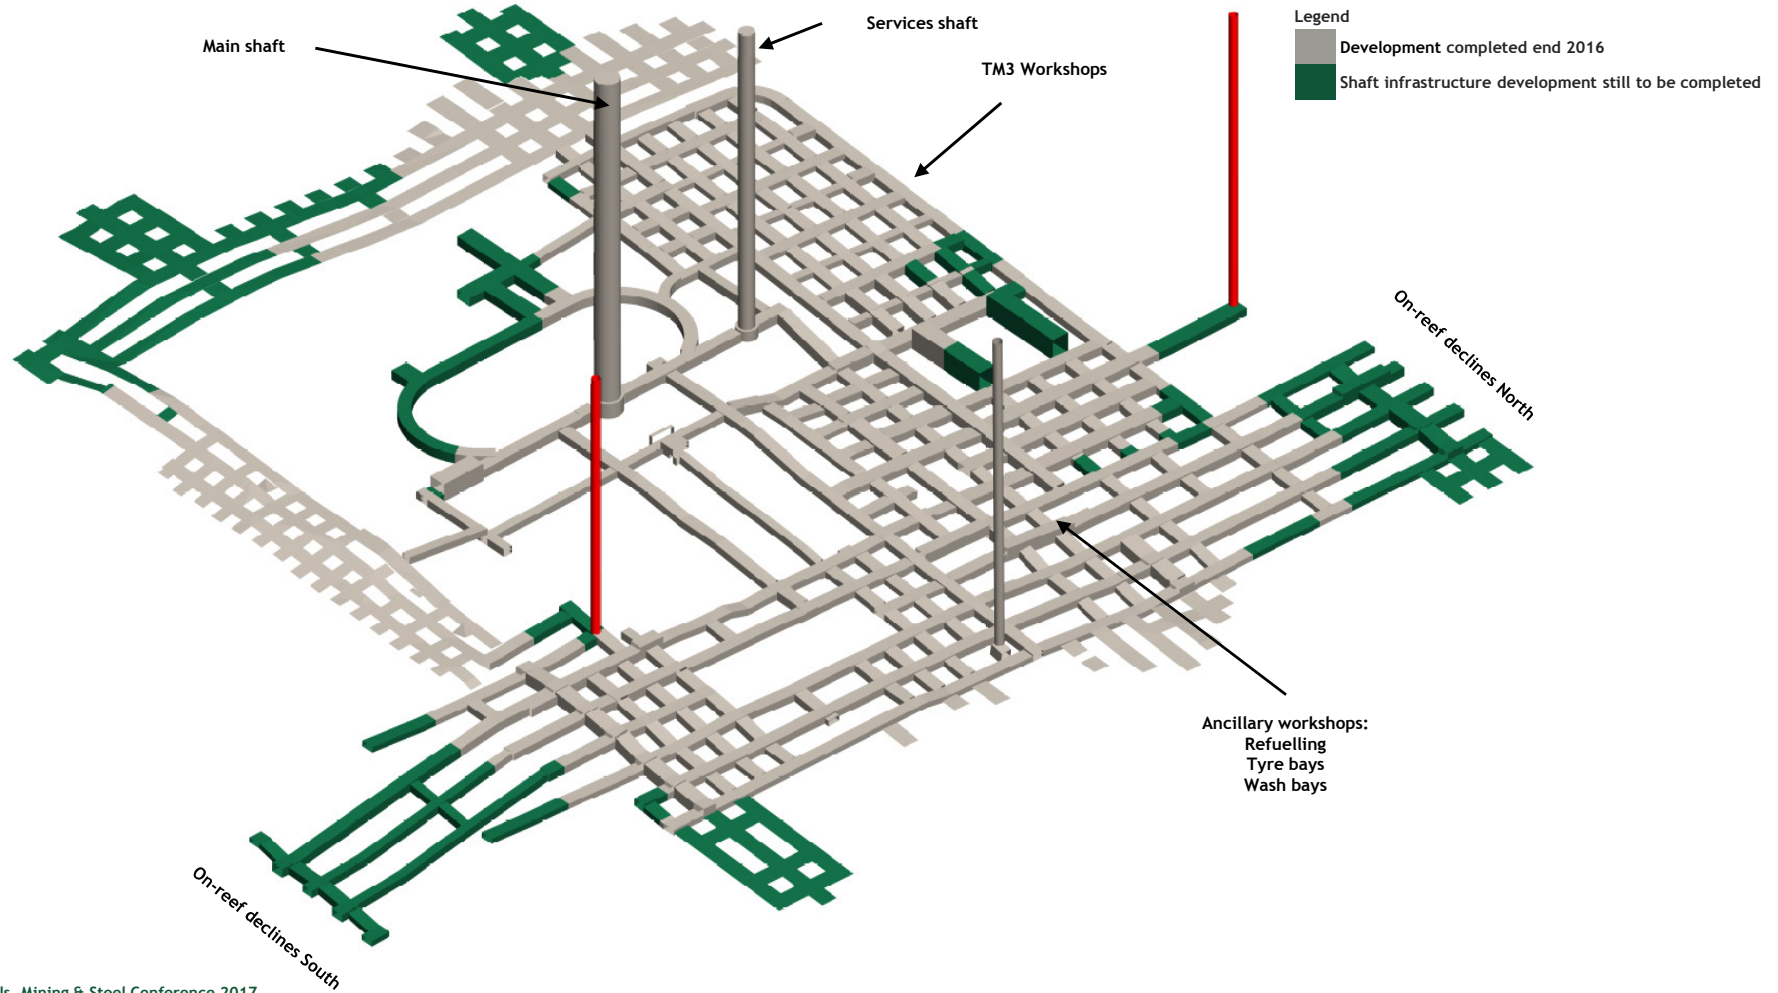 Services shaft
Legend
Main shaft
Development completed end 2016
TM3 Workshops
Shaft infrastructure development still to be completed
On-reef declines North
Ancillary workshops:
Refuelling
Tyre bays
Wash bays
On-reef declines South
Mining & Steel Conference 2017